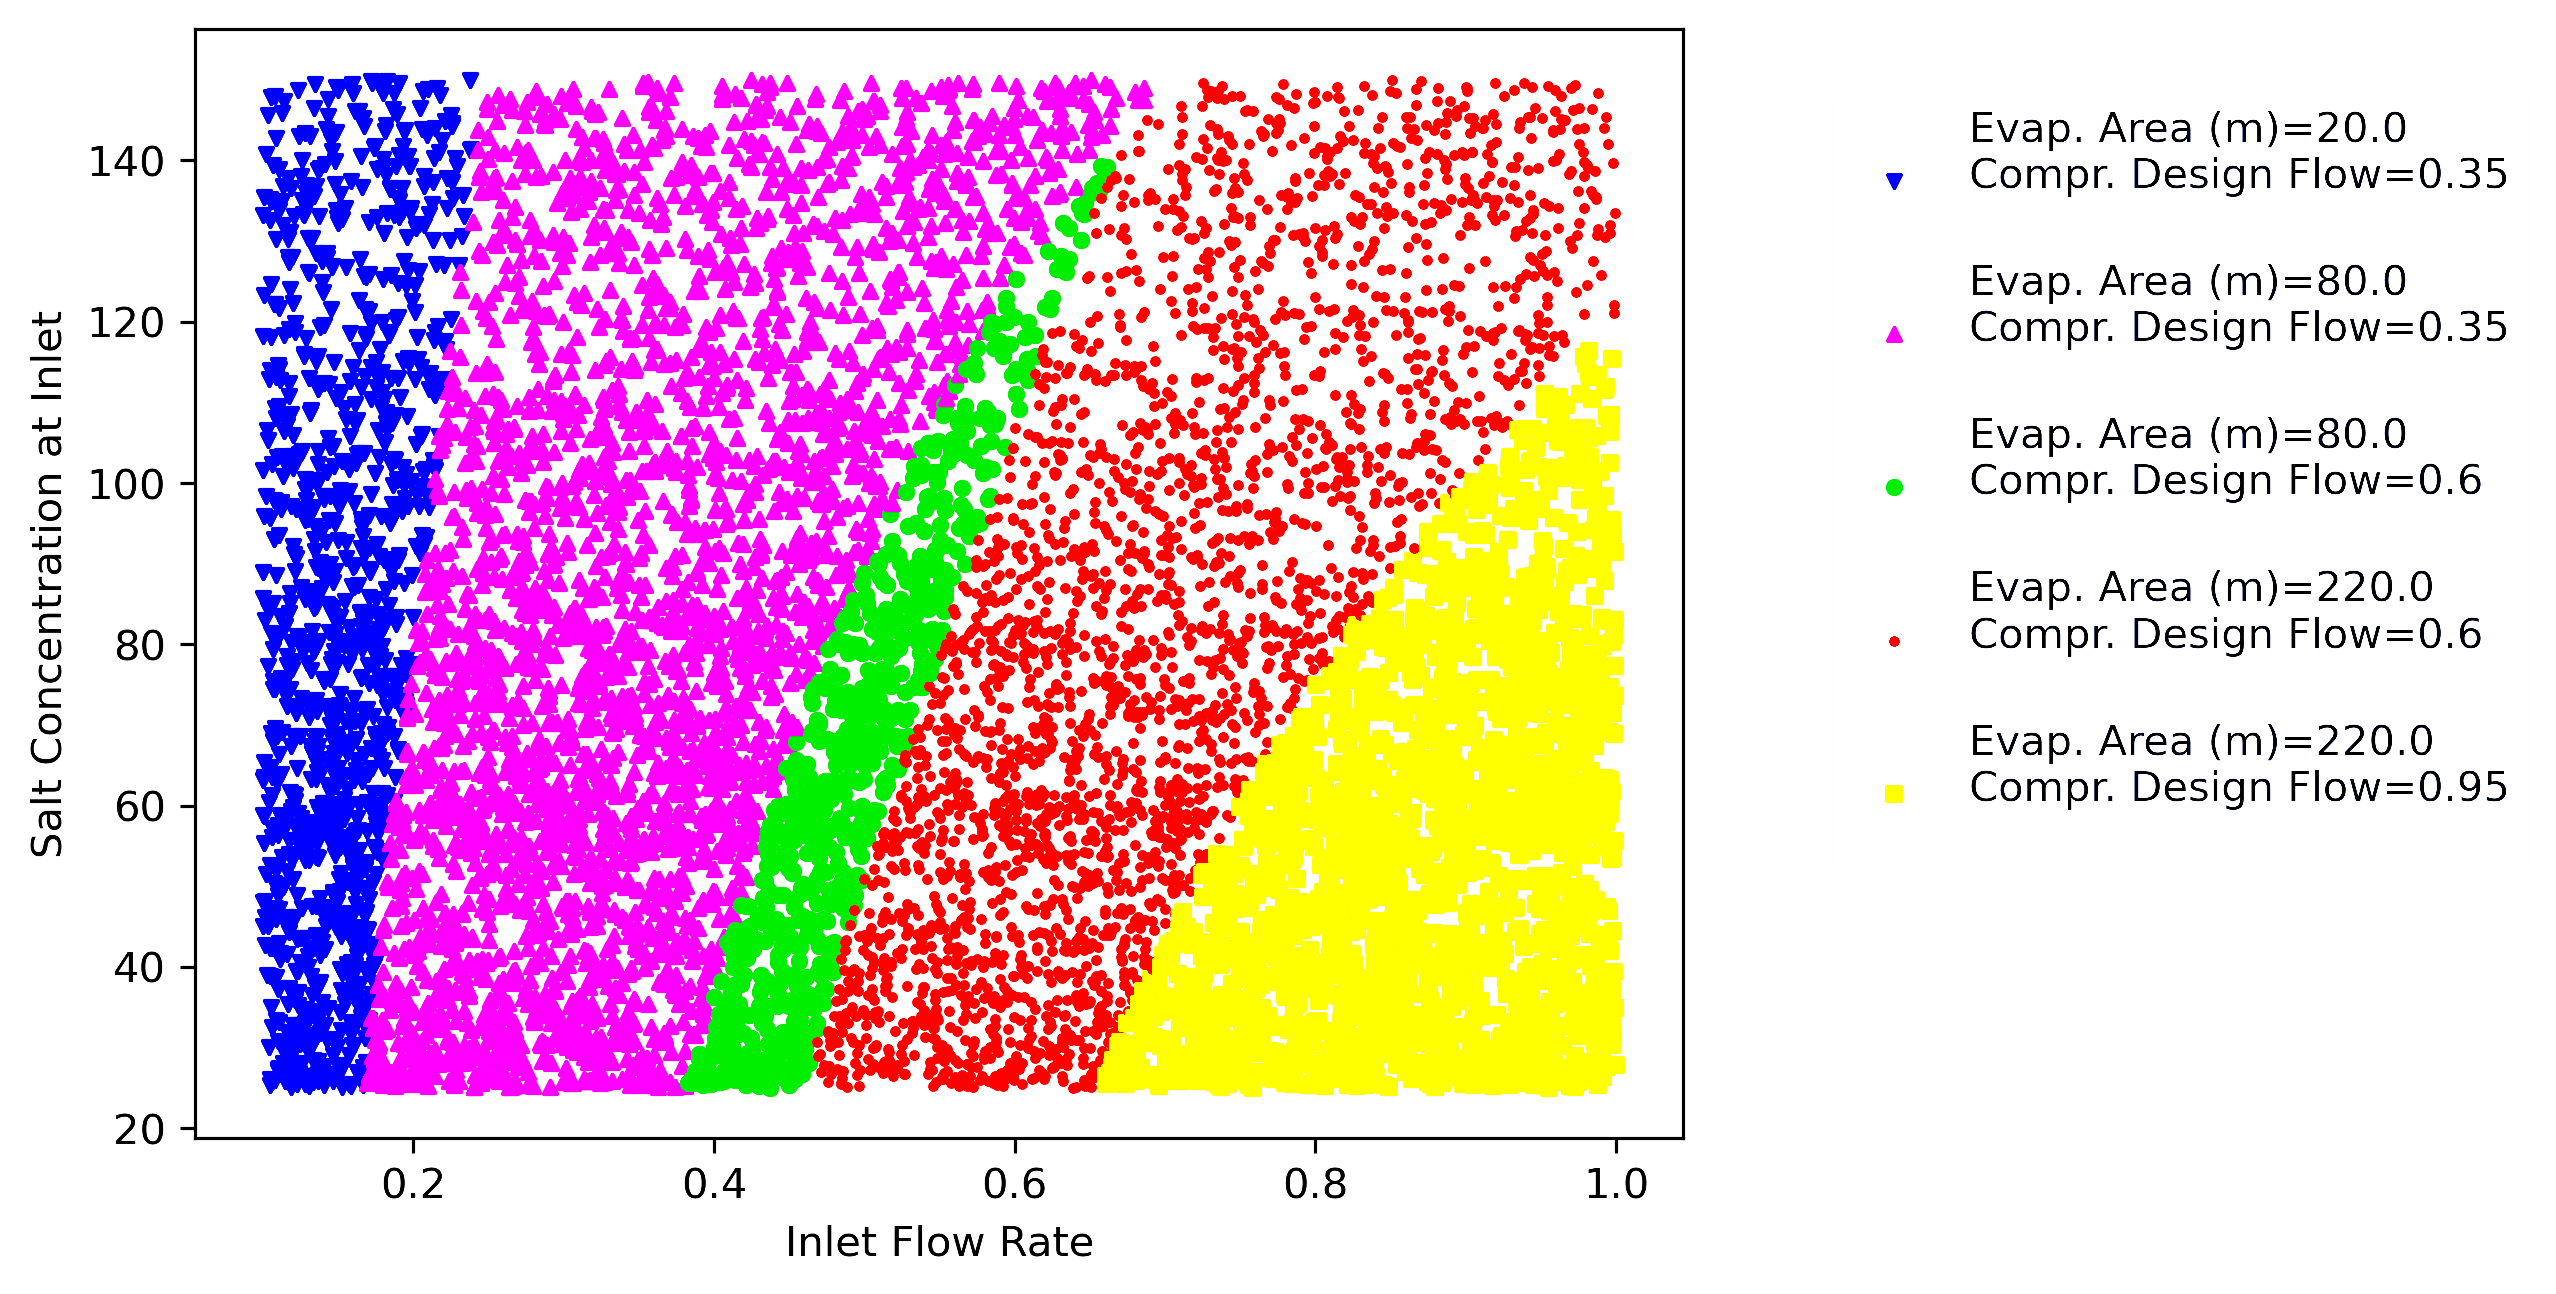 140
120
100
80
60
40
20
Salt Concentration at Inlet
0.2
0.4
0.6
0.8
1.0
Inlet Flow Rate
Evap. Area (m)=20.0
Compr. Design Flow=0.35
Evap. Area (m)=80.0
Compr. Design Flow=0.35
Evap. Area (m)=80.0
Compr. Design Flow=0.6
Evap. Area (m)=220.0
Compr. Design Flow=0.6
Evap. Area (m)=220.0
Compr. Design Flow=0.95